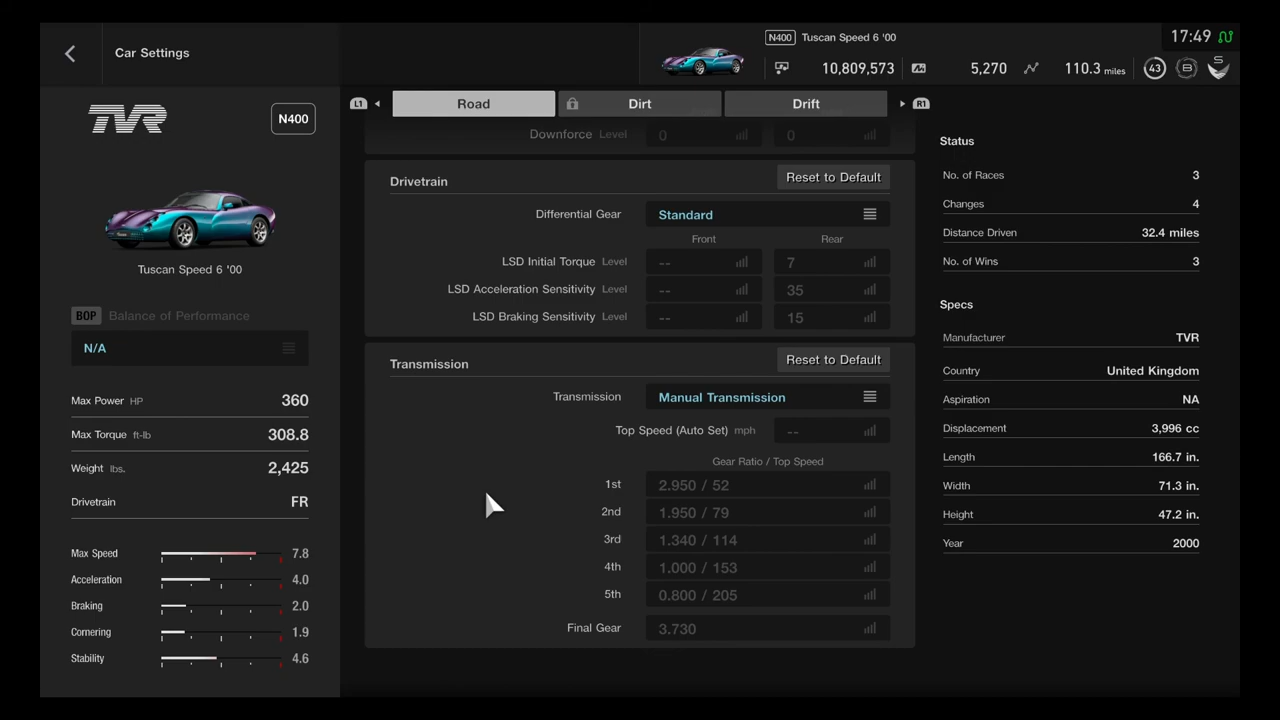 Car Settings
N400 Tuscan Speed 6 '00
17:49
10,809,573 5,270 110.3 miles 43 B S
TVR
N400
Tuscan Speed 6 '00
BOP Balance of Performance
N/A
Max Power HP 360
Max Torque ft-lb 308.8
Weight lbs. 2,425
Drivetrain FR
Max Speed 7.8
Acceleration 4.0
Braking 2.0
Cornering 1.9
Stability 4.6
L1 Road Dirt Drift R1
Downforce Level 0 0
Drivetrain Reset to Default
Differential Gear Standard
Front Rear
LSD Initial Torque Level -- 7
LSD Acceleration Sensitivity Level -- 35
LSD Braking Sensitivity Level -- 15
Transmission Reset to Default
Transmission Manual Transmission
Top Speed (Auto Set) mph --
Gear Ratio / Top Speed
1st 2.950 / 52
2nd 1.950 / 79
3rd 1.340 / 114
4th 1.000 / 153
5th 0.800 / 205
Final Gear 3.730
Status
No. of Races 3
Changes 4
Distance Driven 32.4 miles
No. of Wins 3
Specs
Manufacturer TVR
Country United Kingdom
Aspiration NA
Displacement 3,996 cc
Length 166.7 in.
Width 71.3 in.
Height 47.2 in.
Year 2000